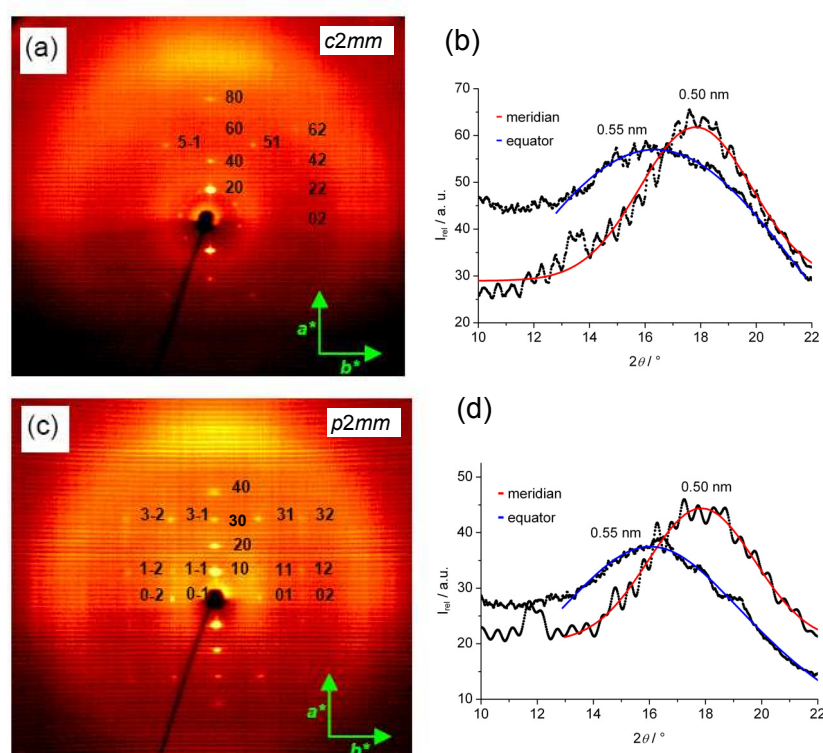 (a)
c2mm
80
60 62
5-1 51
40 42
20 22
02
a*
b*
(b)
0.50 nm
0.55 nm
meridian
equator
I rel / a. u.
70
60
50
40
30
20
10 12 14 16 18 20 22
2θ / °
(c)
p2mm
40
3-2 3-1 30 31 32
20
1-2 1-1 10 11 12
0-2 0-1 01 02
a*
b*
(d)
0.50 nm
0.55 nm
meridian
equator
I rel / a.u.
50
40
30
20
10
10 12 14 16 18 20 22
2θ / °